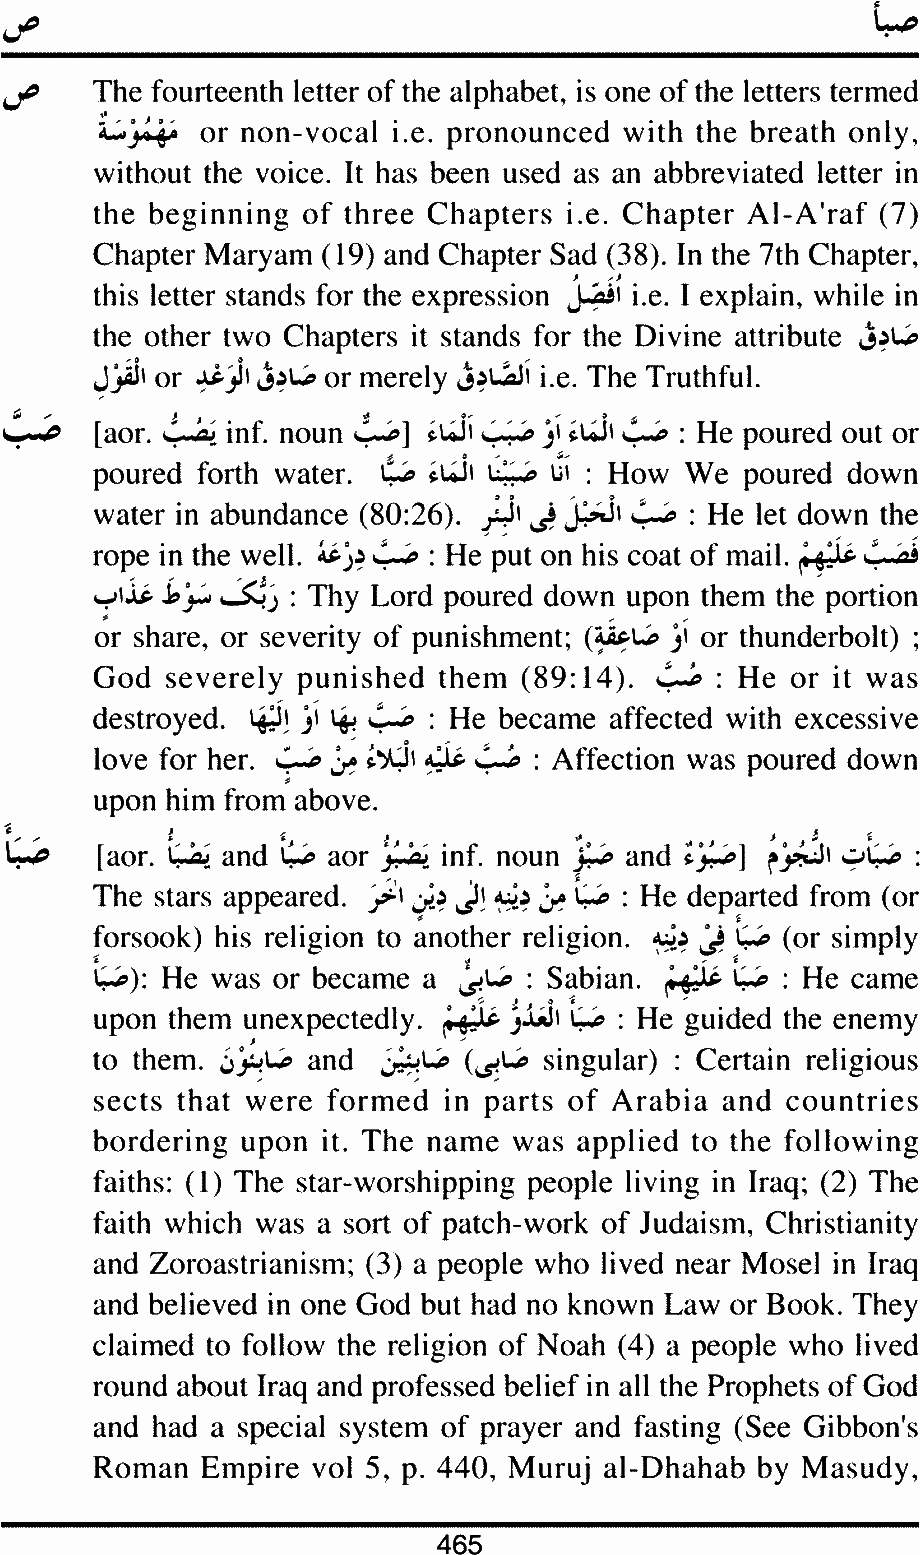 ص صبأ
ص The fourteenth letter of the alphabet, is one of the letters termed
مَهْمُوْسَةٌ or non-vocal i.e. pronounced with the breath only,
without the voice. It has been used as an abbreviated letter in
the beginning of three Chapters i.e. Chapter Al-A'raf (7)
Chapter Maryam (19) and Chapter Sad (38). In the 7th Chapter,
this letter stands for the expression اُفَصِّلُ i.e. I explain, while in
the other two Chapters it stands for the Divine attribute صَادِقُ
الْقَوْلِ or صَادِقُ الْوَعْدِ or merely اَلصَّادِقُ i.e. The Truthful.
صَبَّ [aor. يَصُبُّ inf. noun صَبٌّ] صَبَّ الْمَاءَ اَوْ صَبَبَ اَلْمَاءَ : He poured out or
poured forth water. اَنَّا صَبَبْنَا الْمَاءَ صَبًّا : How We poured down
water in abundance (80:26). صَبَّ الْحَبْلَ فِى الْبِئْرِ : He let down the
rope in the well. صَبَّ دِرْعَهُ : He put on his coat of mail. فَصَبَّ عَلَيْهِمْ
رَبُّكَ سَوْطَ عَذَابٍ : Thy Lord poured down upon them the portion
or share, or severity of punishment; (اَوْ صَاعِقَةٍ or thunderbolt) ;
God severely punished them (89:14). صُبَّ : He or it was
destroyed. صَبَّ بِهَا اَوْ اِلَيْهَا : He became affected with excessive
love for her. صُبَّ عَلَيْهِ الْبَلَاءُ مِنْ صَبٍّ : Affection was poured down
upon him from above.
صَبَأَ [aor. يَصْبَأُ and صَبَأَ aor يَصْبُؤُ inf. noun صَبْؤٌ and صَبُوْءٌ] صَبَأَتِ النُّجُوْمُ :
The stars appeared. صَبَأَ مِنْ دِيْنِهِ اِلٰى دِيْنٍ اٰخَرَ : He departed from (or
forsook) his religion to another religion. صَبَأَ فِىْ دِيْنِهِ (or simply
صَبَأَ): He was or became a صَابِئٌ : Sabian. صَبَأَ عَلَيْهِمْ : He came
upon them unexpectedly. صَبَأَ الْعَدُوَّ عَلَيْهِمْ : He guided the enemy
to them. صَابِئُوْنَ and صَابِئِيْنَ (صَابِى singular) : Certain religious
sects that were formed in parts of Arabia and countries
bordering upon it. The name was applied to the following
faiths: (1) The star-worshipping people living in Iraq; (2) The
faith which was a sort of patch-work of Judaism, Christianity
and Zoroastrianism; (3) a people who lived near Mosel in Iraq
and believed in one God but had no known Law or Book. They
claimed to follow the religion of Noah (4) a people who lived
round about Iraq and professed belief in all the Prophets of God
and had a special system of prayer and fasting (See Gibbon's
Roman Empire vol 5, p. 440, Muruj al-Dhahab by Masudy,
465